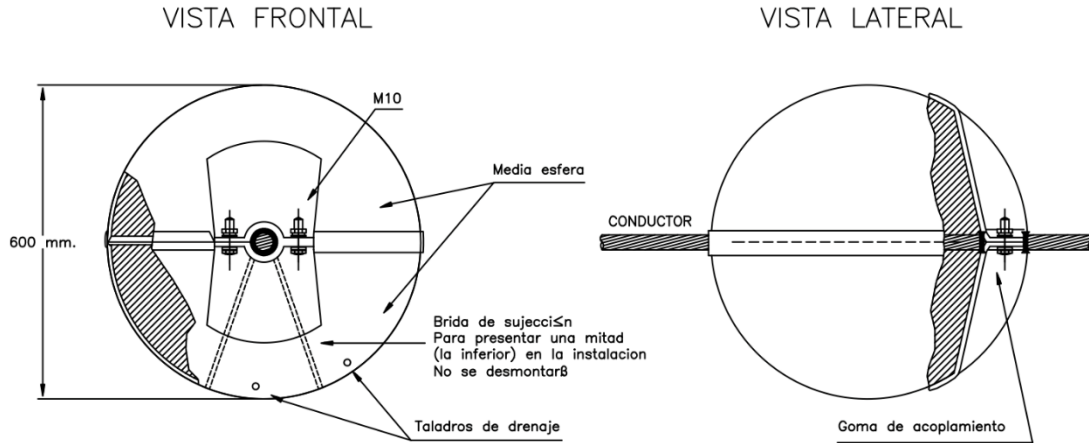 VISTA FRONTAL
VISTA LATERAL
M10
Media esfera
600 mm.
CONDUCTOR
Brida de sujecci≤n
Para presentar una mitad
(la inferior) en la instalacion
No se desmontarß
Taladros de drenaje
Goma de acoplamiento